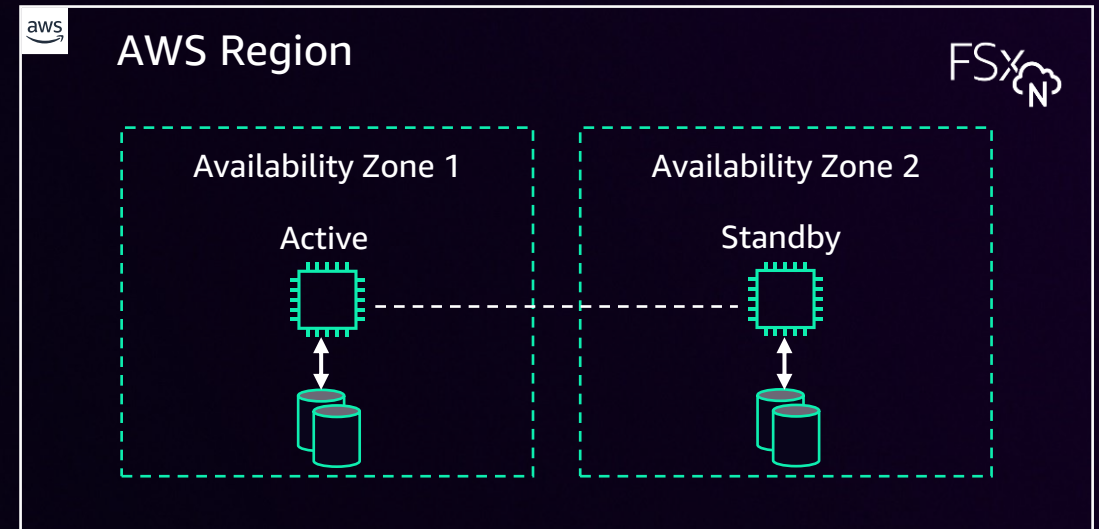 aws
AWS Region
FSx
N
Availability Zone 1
Availability Zone 2
Active
Standby